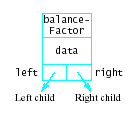 balance-
Factor
data
left right
Left child Right child